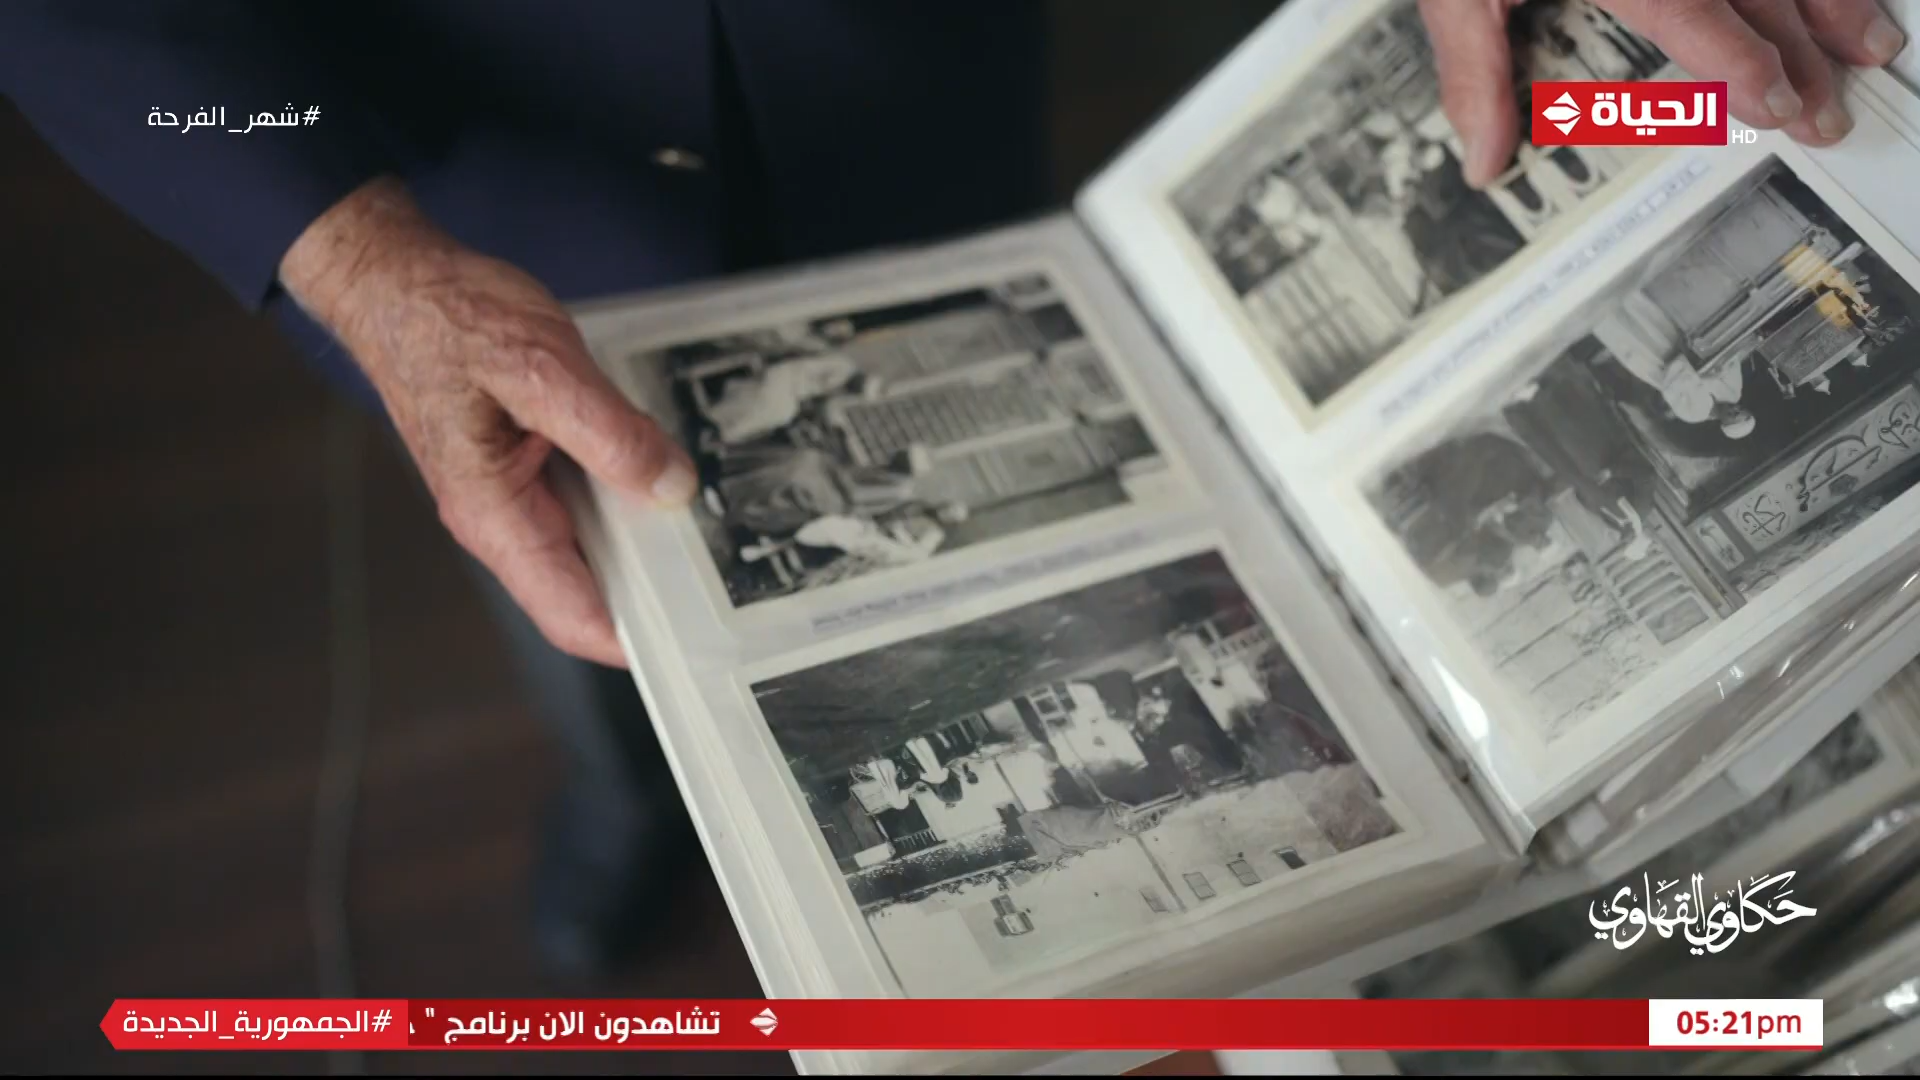 #شهر_الفرحة
الحياة
HD
حكاوي القهاوي
#الجمهورية_الجديدة
تشاهدون الان برنامج "
05:21pm